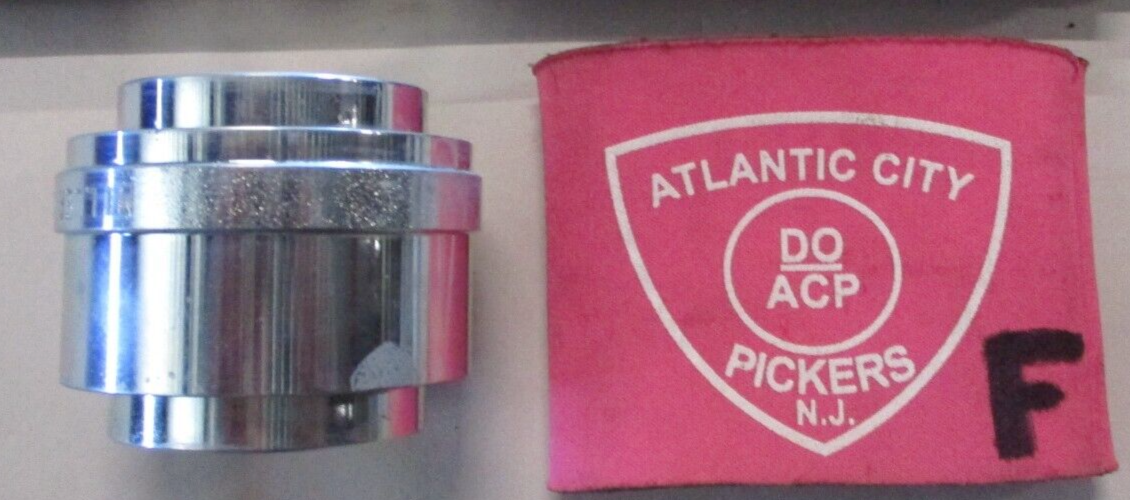 ATLANTIC CITY
DO
ACP
PICKERS
N.J.
F